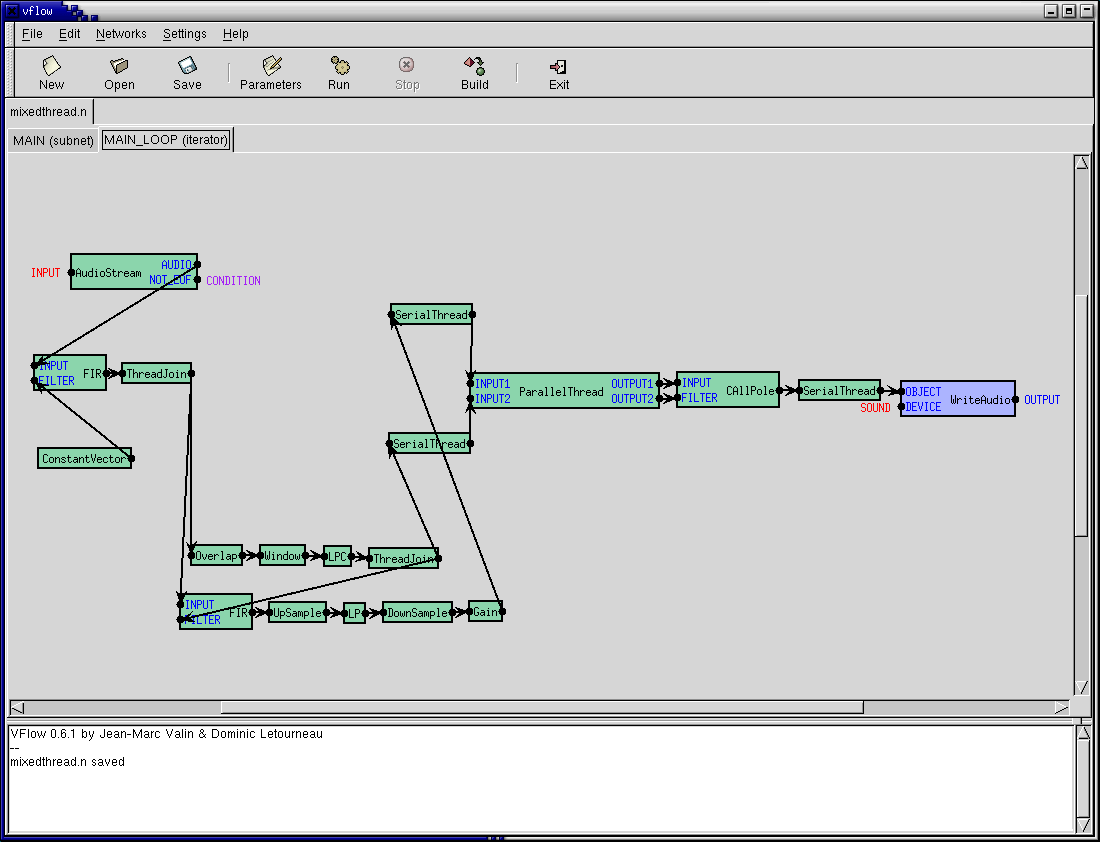 vflow
File Edit Networks Settings Help
New Open Save Parameters Run Stop Build Exit
mixedthread.n
MAIN (subnet) MAIN_LOOP (iterator)
INPUT AudioStream AUDIO
NOT_EOF CONDITION
SerialThread
INPUT FIR ThreadJoin
FILTER
INPUT1 ParallelThread OUTPUT1
INPUT2 OUTPUT2
INPUT CAllPole
FILTER
SerialThread
SOUND
OBJECT WriteAudio OUTPUT
DEVICE
SerialThread
ConstantVector
Overlap Window LPC ThreadJoin
INPUT FIR UpSample LP DownSample Gain
FILTER
VFlow 0.6.1 by Jean-Marc Valin & Dominic Letourneau
--
mixedthread.n saved